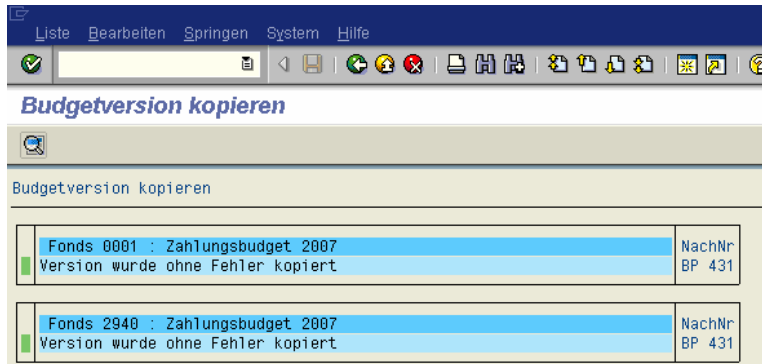 Liste Bearbeiten Springen System Hilfe
Budgetversion kopieren
Budgetversion kopieren
Fonds 0001 : Zahlungsbudget 2007 NachNr
Version wurde ohne Fehler kopiert BP 431
Fonds 2940 : Zahlungsbudget 2007 NachNr
Version wurde ohne Fehler kopiert BP 431